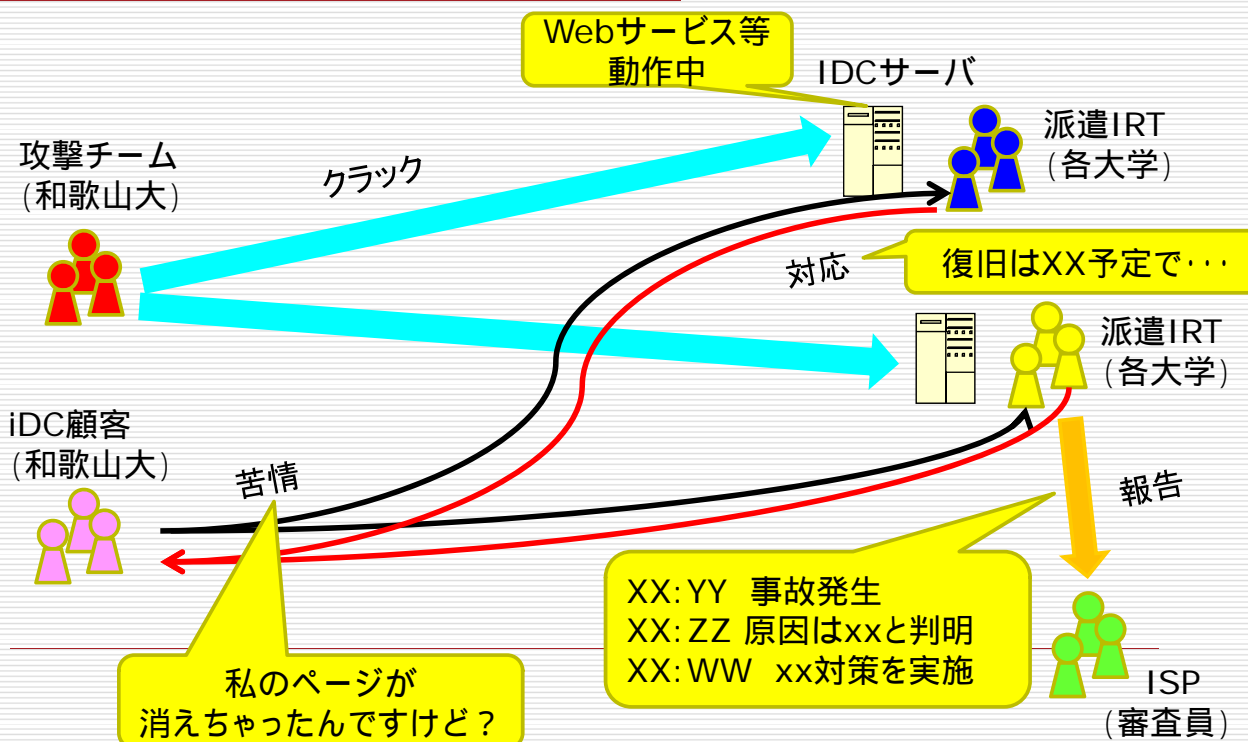 Webサービス等
動作中
IDCサーバ
派遣IRT
(各大学)
攻撃チーム
(和歌山大)
クラック
対応
復旧はXX予定で･･･
派遣IRT
(各大学)
iDC顧客
(和歌山大)
苦情
報告
XX:YY 事故発生
XX:ZZ 原因はxxと判明
XX:WW xx対策を実施
私のページが
消えちゃったんですけど？
ISP
(審査員)